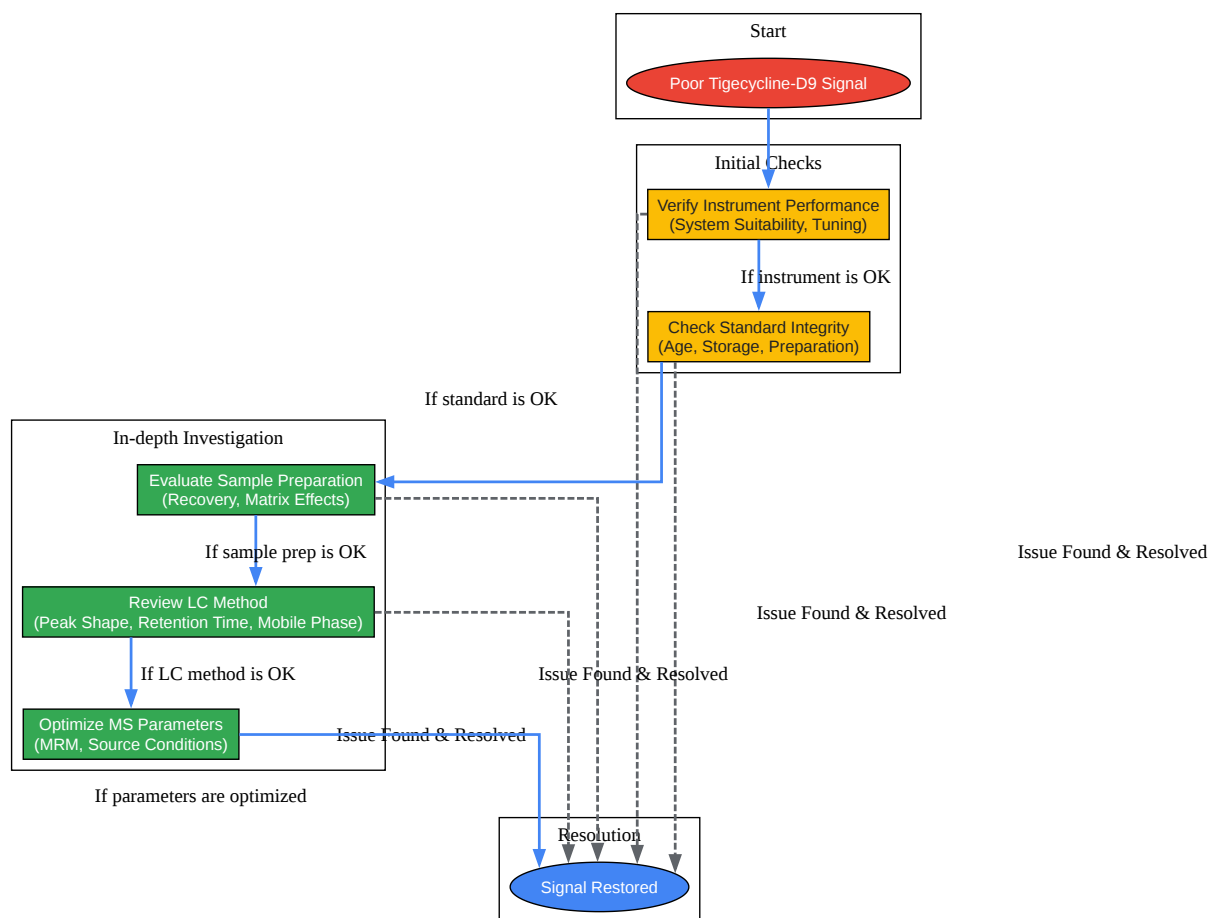 Start
Poor Tigecycline-D9 Signal
Initial Checks
Verify Instrument Performance
(System Suitability, Tuning)
If instrument is OK
Check Standard Integrity
(Age, Storage, Preparation)
If standard is OK
In-depth Investigation
Evaluate Sample Preparation
(Recovery, Matrix Effects)
If sample prep is OK
Issue Found & Resolved
Review LC Method
(Peak Shape, Retention Time, Mobile Phase)
Issue Found & Resolved
If LC method is OK
Issue Found & Resolved
Optimize MS Parameters
(MRM, Source Conditions)
Issue Found & Resolved
If parameters are optimized
Resolution
Signal Restored